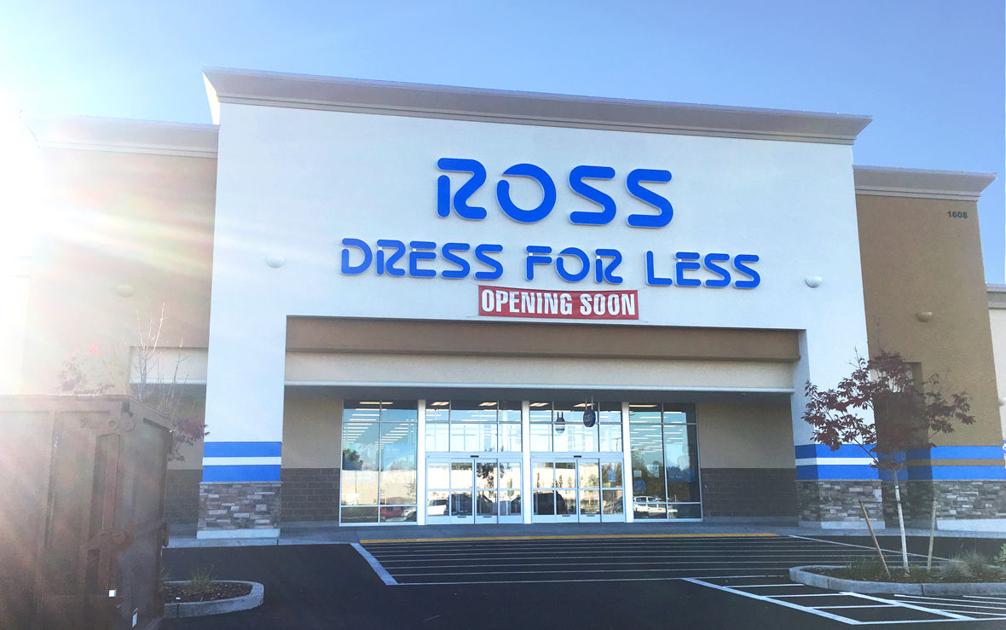 ROSS
DRESS FOR LESS
OPENING SOON
1608